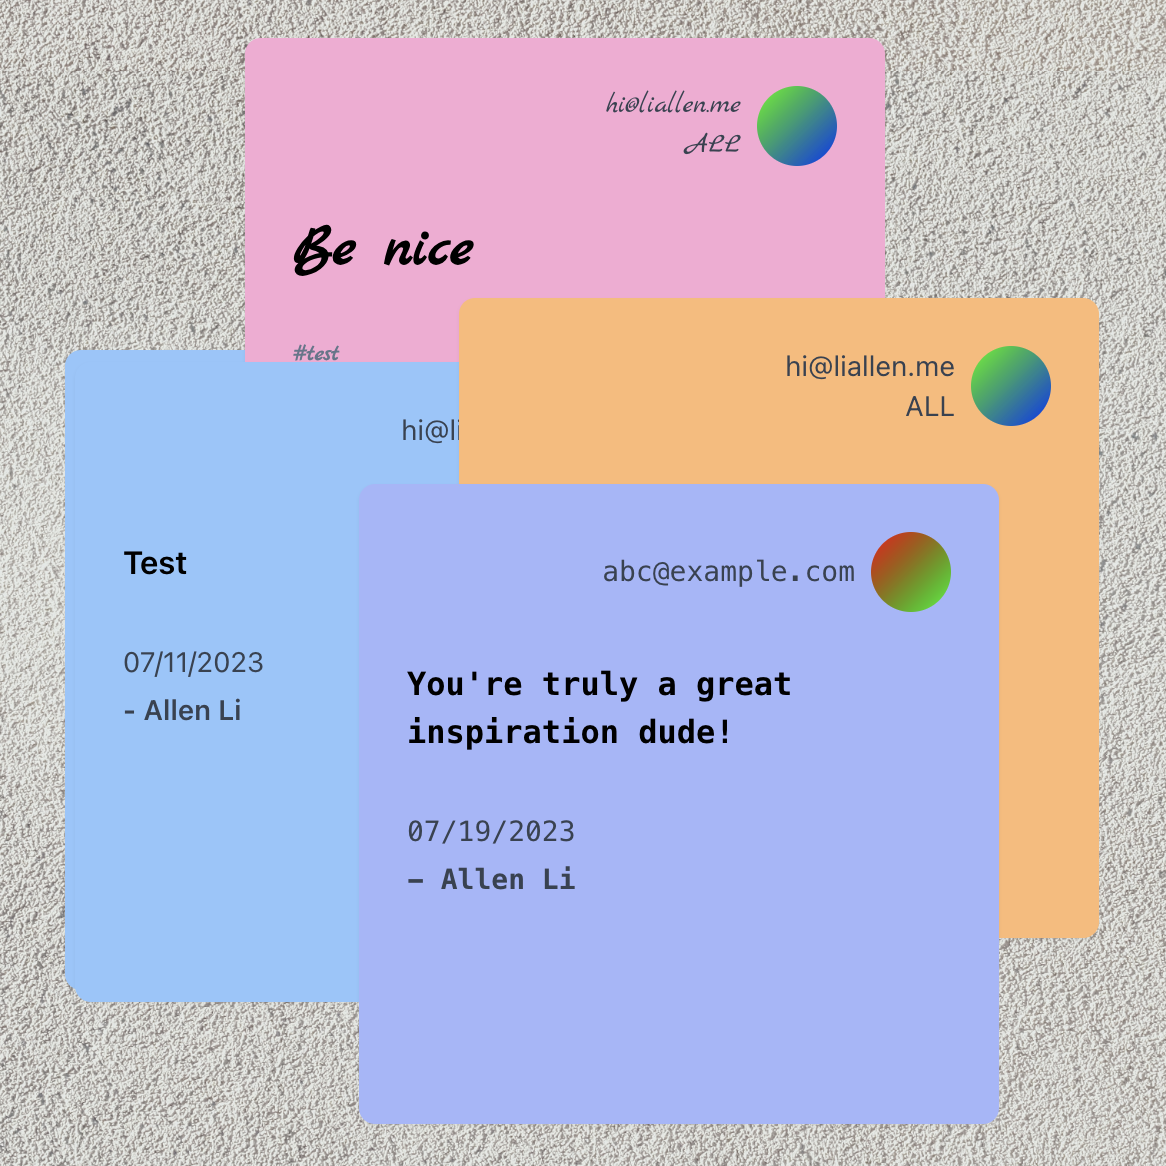 hi@liallen.me
ALL
Be nice
#test
hi@liallen.me
ALL
hi@li
Test
07/11/2023
- Allen Li
abc@example.com
You're truly a great
inspiration dude!
07/19/2023
- Allen Li